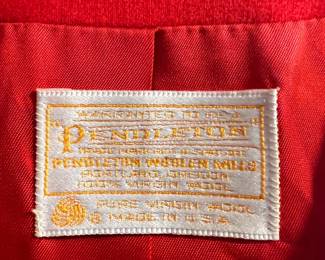 WARRANTED TO BE A
"PENDLETON"
PENDLETON WOOLEN MILLS
PORTLAND, OREGON
100% VIRGIN WOOL
PURE VIRGIN WOOL
MADE IN U.S.A.